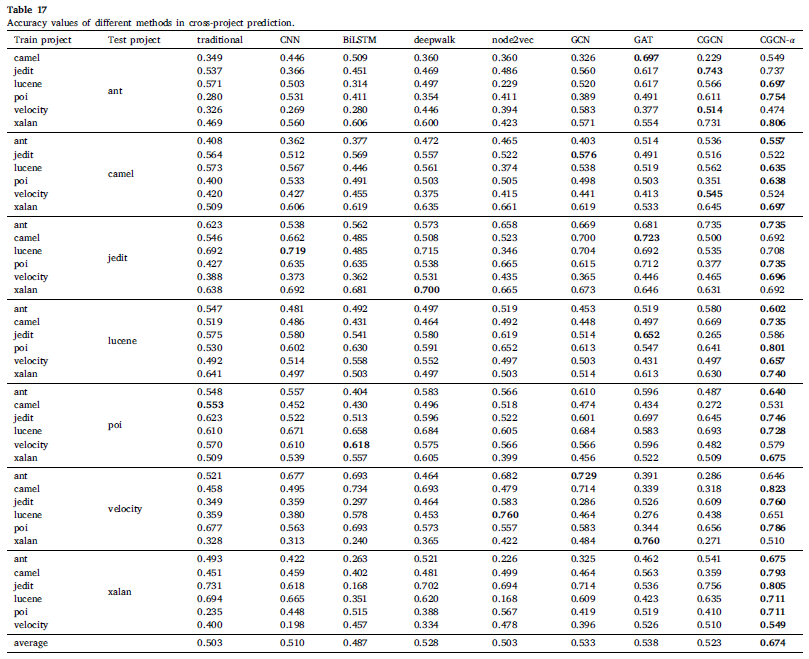 Table 17
Accuracy values of different methods in cross-project prediction.
Train project Test project traditional CNN BiLSTM deepwalk node2vec GCN GAT CGCN CGCN-α
camel 0.349 0.446 0.509 0.360 0.360 0.326 0.697 0.229 0.549
jedit 0.537 0.366 0.451 0.469 0.486 0.560 0.617 0.743 0.737
lucene 0.571 0.503 0.314 0.497 0.229 0.520 0.617 0.566 0.697
ant
poi 0.280 0.531 0.411 0.354 0.411 0.389 0.491 0.611 0.754
velocity 0.326 0.269 0.280 0.446 0.394 0.583 0.377 0.514 0.474
xalan 0.469 0.560 0.606 0.600 0.423 0.571 0.554 0.731 0.806
ant 0.408 0.362 0.377 0.472 0.465 0.403 0.514 0.536 0.557
jedit 0.564 0.512 0.569 0.557 0.522 0.576 0.491 0.516 0.522
lucene 0.573 0.567 0.446 0.561 0.374 0.538 0.519 0.562 0.635
camel
poi 0.400 0.533 0.491 0.503 0.505 0.498 0.503 0.351 0.638
velocity 0.420 0.427 0.455 0.375 0.415 0.441 0.413 0.545 0.524
xalan 0.509 0.606 0.619 0.635 0.661 0.619 0.533 0.645 0.697
ant 0.623 0.538 0.562 0.573 0.658 0.669 0.681 0.735 0.735
camel 0.546 0.662 0.485 0.508 0.523 0.700 0.723 0.500 0.692
lucene 0.692 0.719 0.485 0.715 0.346 0.704 0.692 0.535 0.708
jedit
poi 0.427 0.635 0.635 0.538 0.665 0.615 0.712 0.377 0.735
velocity 0.388 0.373 0.362 0.531 0.435 0.365 0.446 0.465 0.696
xalan 0.638 0.692 0.681 0.700 0.665 0.673 0.646 0.631 0.692
ant 0.547 0.481 0.492 0.497 0.519 0.453 0.519 0.580 0.602
camel 0.519 0.486 0.431 0.464 0.492 0.448 0.497 0.669 0.735
jedit 0.575 0.580 0.541 0.580 0.619 0.514 0.652 0.265 0.586
lucene
poi 0.530 0.602 0.630 0.591 0.652 0.613 0.547 0.641 0.801
velocity 0.492 0.514 0.558 0.552 0.497 0.503 0.431 0.497 0.657
xalan 0.641 0.497 0.503 0.497 0.503 0.514 0.613 0.630 0.740
ant 0.548 0.557 0.404 0.583 0.566 0.610 0.596 0.487 0.640
camel 0.553 0.452 0.430 0.496 0.518 0.474 0.434 0.272 0.531
jedit 0.623 0.522 0.513 0.596 0.522 0.601 0.697 0.645 0.746
poi
lucene 0.610 0.671 0.658 0.684 0.605 0.684 0.583 0.693 0.728
velocity 0.570 0.610 0.618 0.575 0.566 0.566 0.596 0.482 0.579
xalan 0.509 0.539 0.557 0.605 0.399 0.456 0.522 0.509 0.675
ant 0.521 0.677 0.693 0.464 0.682 0.729 0.391 0.286 0.646
camel 0.458 0.495 0.734 0.693 0.479 0.714 0.339 0.318 0.823
jedit 0.349 0.359 0.297 0.464 0.583 0.286 0.526 0.609 0.760
velocity
lucene 0.359 0.380 0.578 0.453 0.760 0.464 0.276 0.438 0.651
poi 0.677 0.563 0.693 0.573 0.557 0.583 0.344 0.656 0.786
xalan 0.328 0.313 0.240 0.365 0.422 0.484 0.760 0.271 0.510
ant 0.493 0.422 0.263 0.521 0.226 0.325 0.462 0.541 0.675
camel 0.451 0.459 0.402 0.481 0.499 0.464 0.563 0.359 0.793
jedit 0.731 0.618 0.168 0.702 0.694 0.714 0.536 0.756 0.805
xalan
lucene 0.694 0.665 0.351 0.620 0.168 0.609 0.423 0.635 0.711
poi 0.235 0.448 0.515 0.388 0.567 0.419 0.519 0.410 0.711
velocity 0.400 0.198 0.457 0.334 0.478 0.396 0.526 0.510 0.549
average 0.503 0.510 0.487 0.528 0.503 0.533 0.538 0.523 0.674